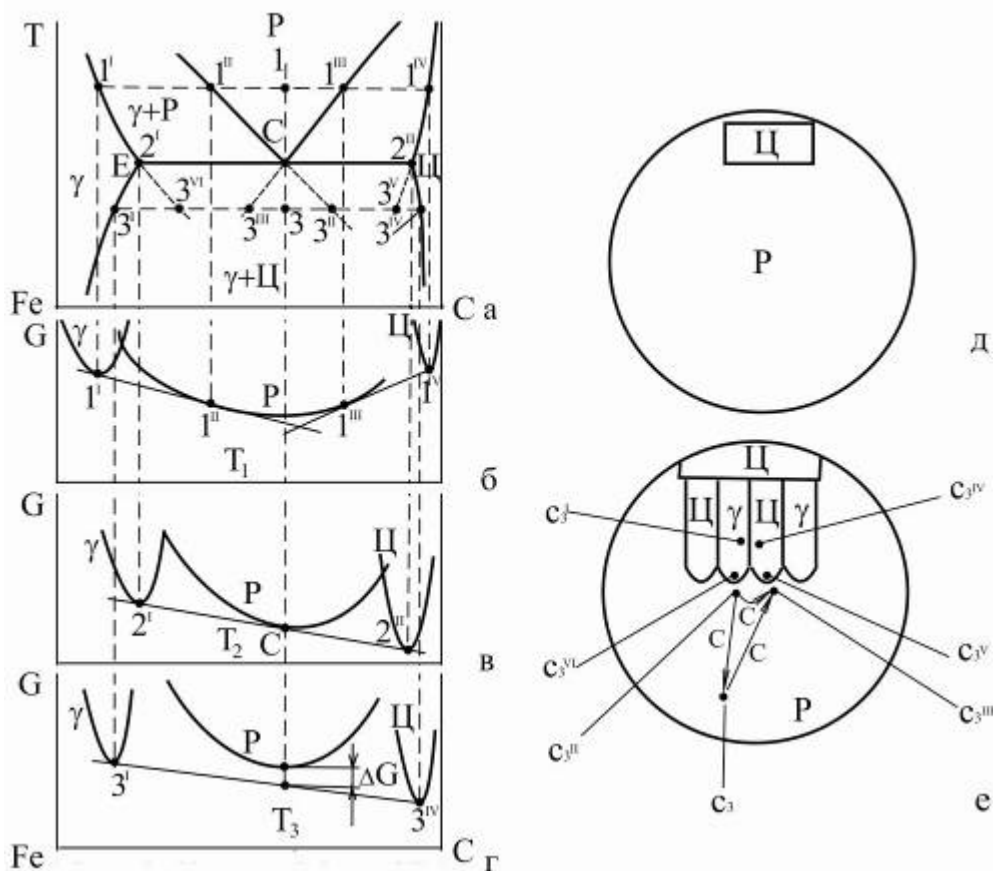 T
P
1ᴵ 1ᴵᴵ 1 1ᴵᴵᴵ 1ᴵⱽ
γ+P
C
E 2ᴵ 2ᴵᴵ Ц
γ
3ᴵ 3ⱽᴵ 3ᴵᴵᴵ 3 3ᴵᴵ 3ⱽ 3ᴵⱽ
γ+Ц
Fe C а
G γ Ц
P
1ᴵ 1ᴵᴵ 1ᴵᴵᴵ 1ᴵⱽ
T₁
б
G
γ P Ц
2ᴵ T₂ C 2ᴵᴵ
в
G
γ P Ц
ΔG
3ᴵ T₃ 3ᴵⱽ
Fe C г
Ц
P
д
Ц
Ц γ Ц γ
c₃ᴵ c₃ᴵⱽ
C C C
c₃ⱽᴵ c₃ⱽ
c₃ᴵᴵ P c₃ᴵᴵᴵ
c₃
е